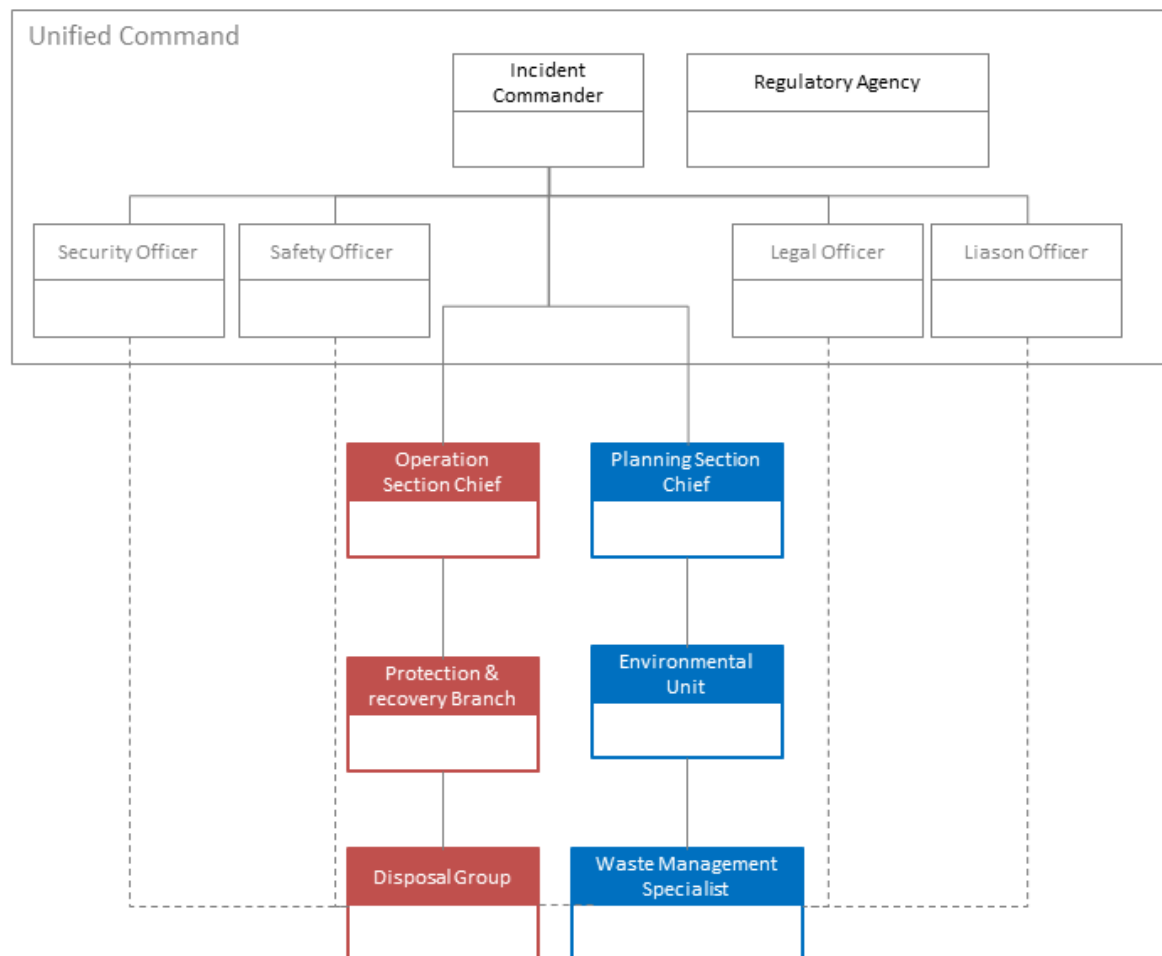 Unified Command
Incident
Commander
Regulatory Agency
Security Officer
Safety Officer
Legal Officer
Liason Officer
Operation
Section Chief
Planning Section
Chief
Protection &
recovery Branch
Environmental
Unit
Disposal Group
Waste Management
Specialist